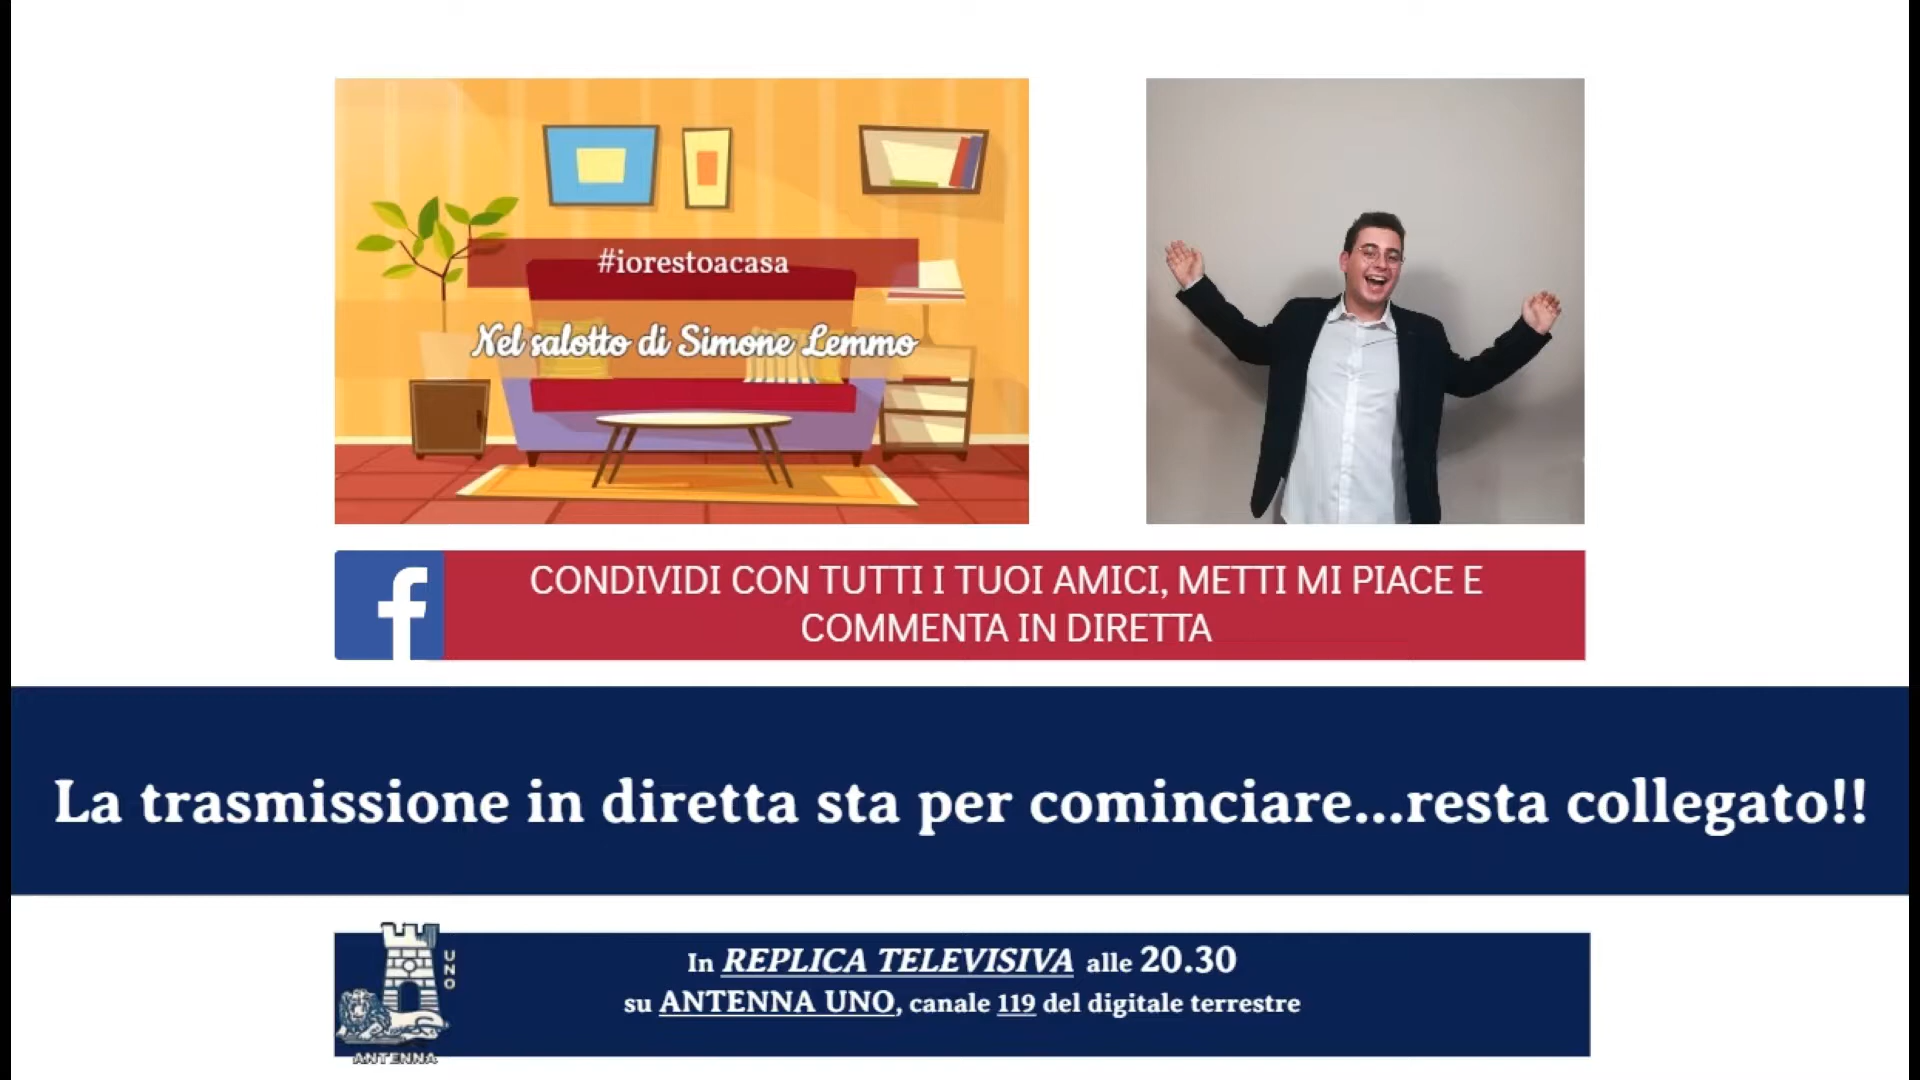 #iorestoacasa
Nel salotto di Simone Lemmo
CONDIVIDI CON TUTTI I TUOI AMICI, METTI MI PIACE E
COMMENTA IN DIRETTA
La trasmissione in diretta sta per cominciare...resta collegato!!
UNO
ANTENNA
In REPLICA TELEVISIVA alle 20.30
su ANTENNA UNO, canale 119 del digitale terrestre